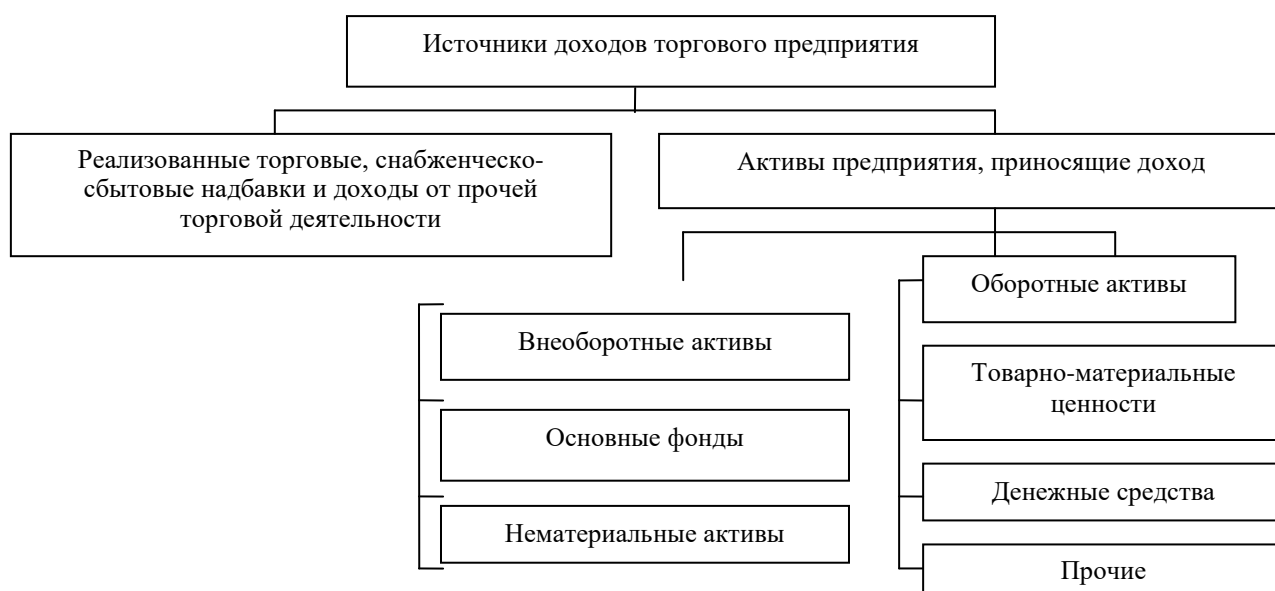 Источники доходов торгового предприятия
Реализованные торговые, снабженческо-
сбытовые надбавки и доходы от прочей
торговой деятельности
Активы предприятия, приносящие доход
Внеоборотные активы
Основные фонды
Нематериальные активы
Оборотные активы
Товарно-материальные
ценности
Денежные средства
Прочие